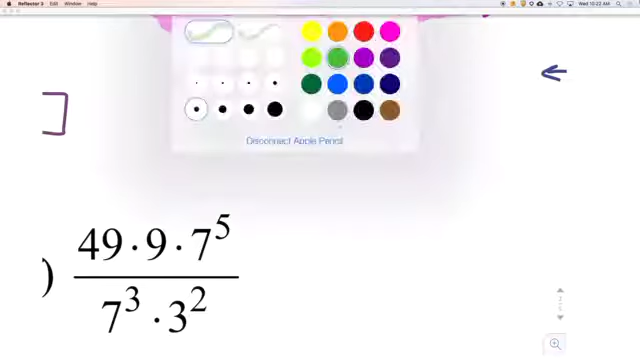 Reflector 3 Edit Window Help
Wed 10:22 AM
Disconnect Apple Pencil
) 49 · 9 · 7^5
7^3 · 3^2